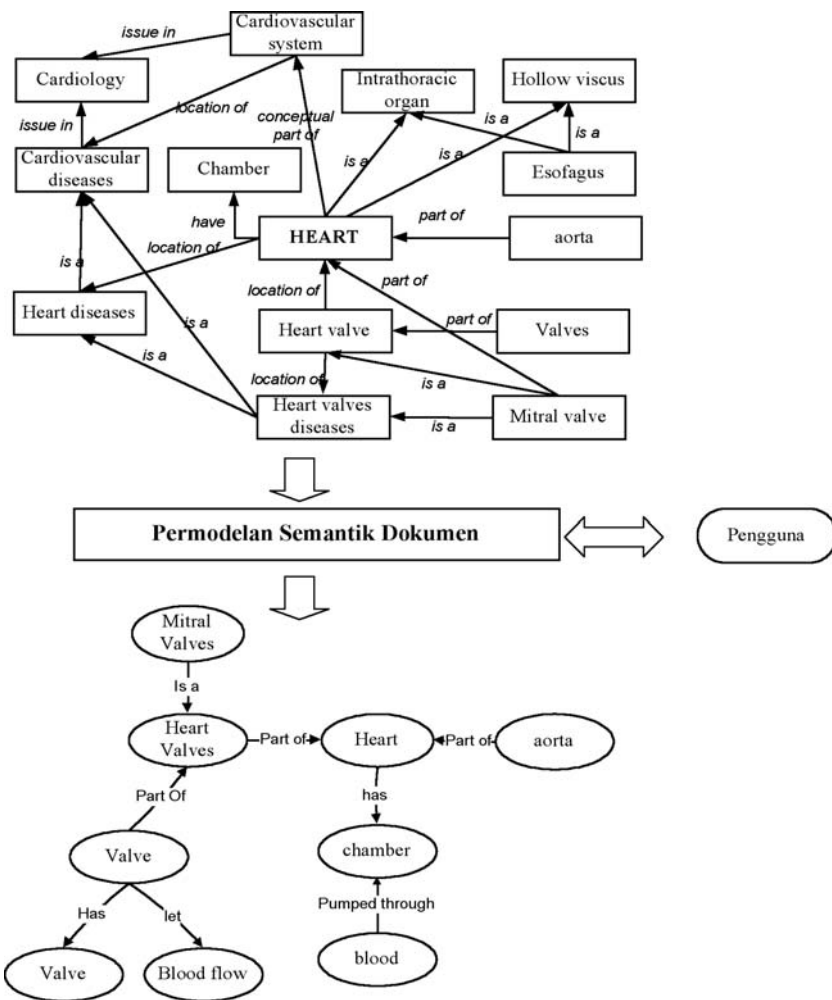 Cardiovascular
system
issue in
Cardiology
Intrathoracic
organ
Hollow viscus
location of
conceptual
part of
issue in
is a
is a
is a
Cardiovascular
diseases
Chamber
Esofagus
have
HEART
part of
aorta
location of
is a
location of
part of
Heart diseases
Heart valve
part of
Valves
is a
is a
location of
is a
Heart valves
diseases
is a
Mitral valve
Permodelan Semantik Dokumen
Pengguna
Mitral
Valves
Is a
Heart
Valves
Part of
Heart
Part of
aorta
Part Of
has
Valve
chamber
Has
let
Pumped through
Valve
Blood flow
blood